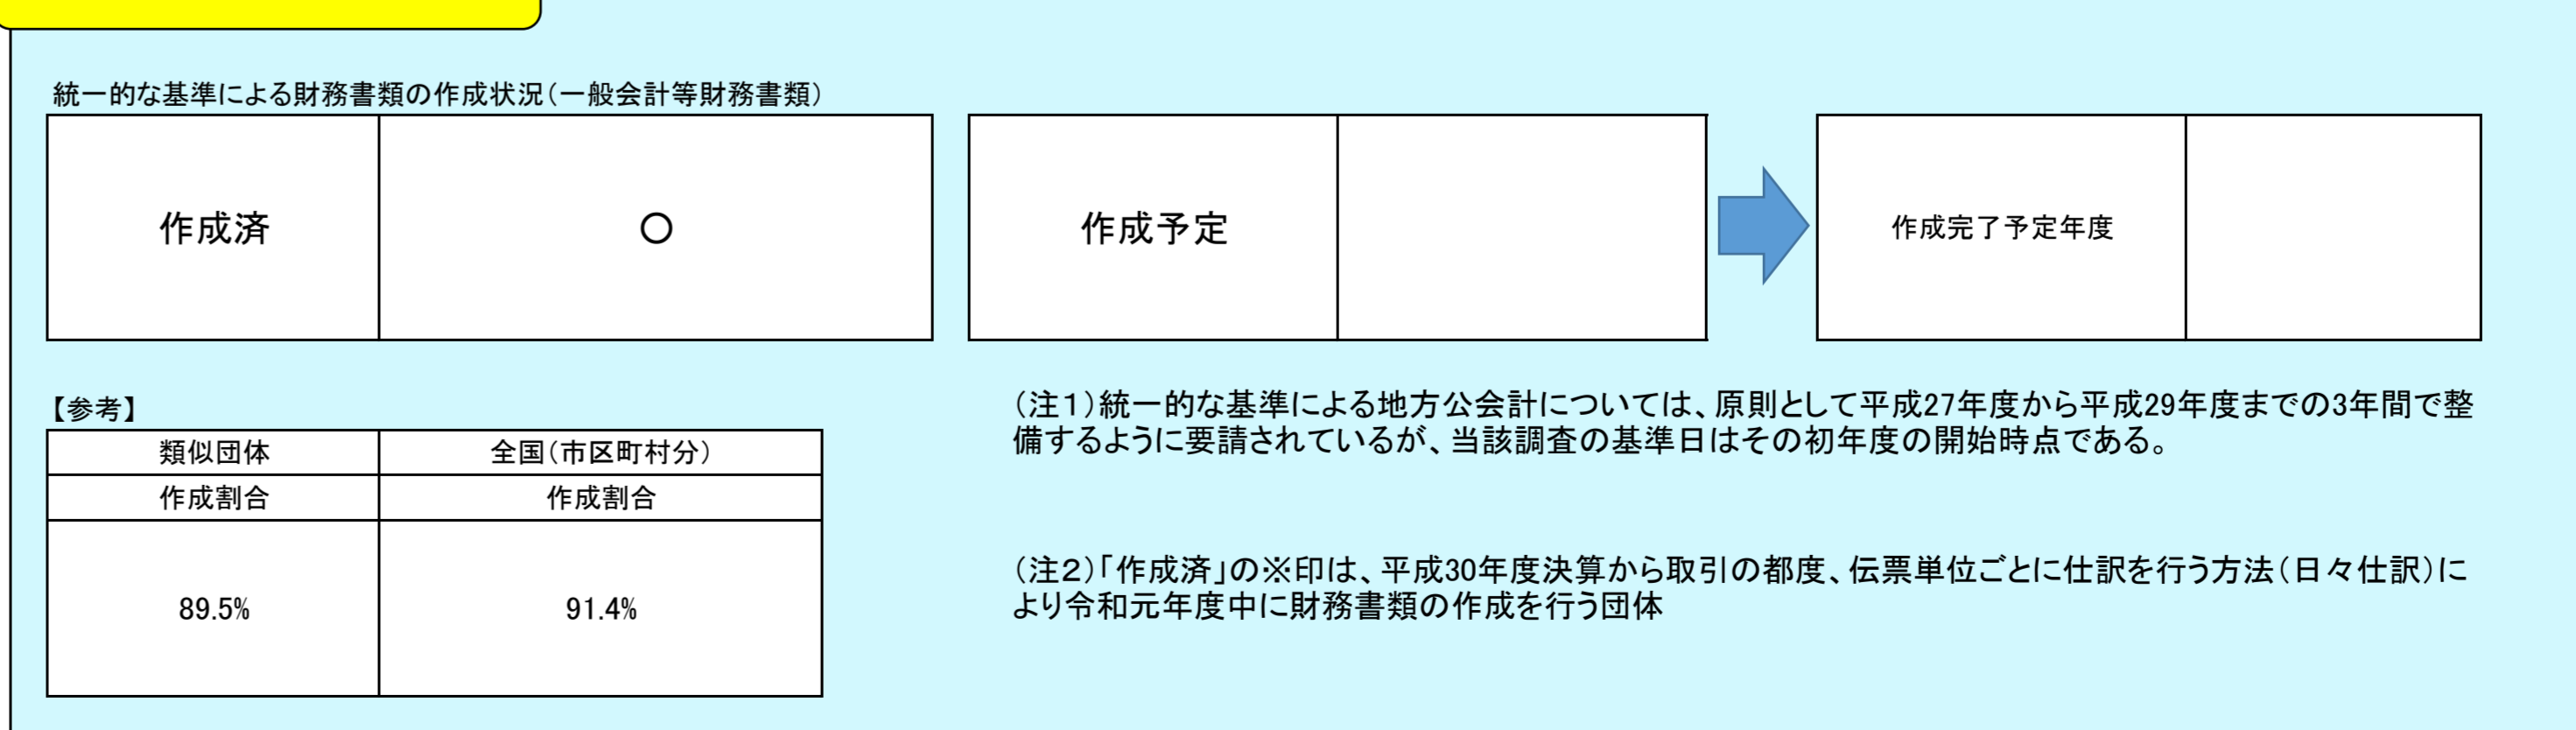 統一的な基準による財務書類の作成状況（一般会計等財務書類）
作成済
○
作成予定
作成完了予定年度
【参考】
類似団体
全国（市区町村分）
作成割合
作成割合
89.5%
91.4%
（注１）統一的な基準による地方公会計については、原則として平成27年度から平成29年度までの3年間で整
備するように要請されているが、当該調査の基準日はその初年度の開始時点である。
（注２）「作成済」の※印は、平成30年度決算から取引の都度、伝票単位ごとに仕訳を行う方法（日々仕訳）に
より令和元年度中に財務書類の作成を行う団体